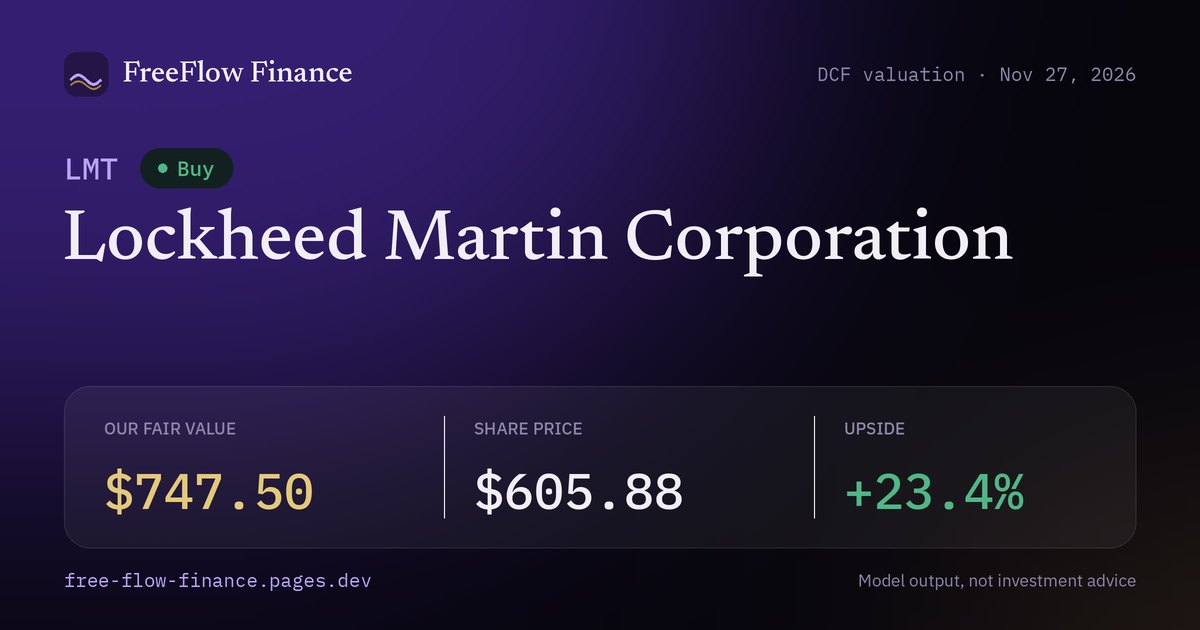 FreeFlow Finance
DCF valuation · Nov 27, 2026
LMT
Buy
Lockheed Martin Corporation
OUR FAIR VALUE
$747.50
SHARE PRICE
$605.88
UPSIDE
+23.4%
free-flow-finance.pages.dev
Model output, not investment advice